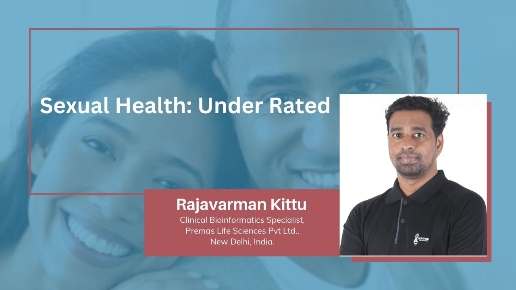 Sexual Health: Under Rated
Rajavarman Kittu
Clinical Bioinformatics Specialist,
Premas Life Sciences Pvt Ltd.,
New Delhi, India.